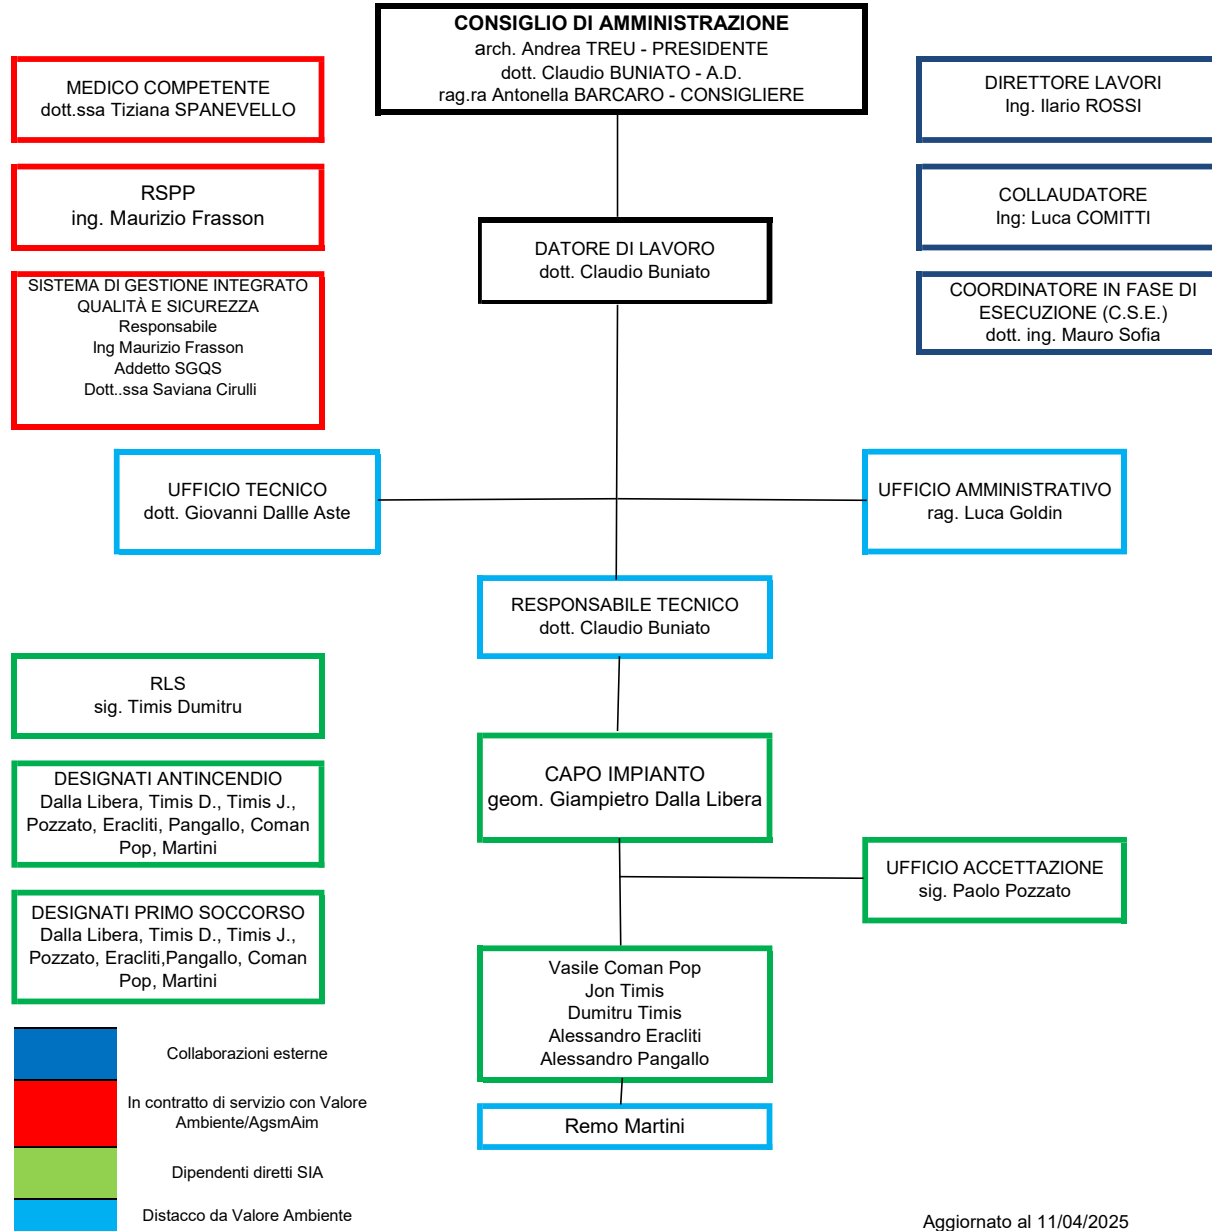 CONSIGLIO DI AMMINISTRAZIONE
arch. Andrea TREU - PRESIDENTE
dott. Claudio BUNIATO - A.D.
rag.ra Antonella BARCARO - CONSIGLIERE
MEDICO COMPETENTE
dott.ssa Tiziana SPANEVELLO
DIRETTORE LAVORI
Ing. Ilario ROSSI
RSPP
ing. Maurizio Frasson
COLLAUDATORE
Ing: Luca COMITTI
DATORE DI LAVORO
dott. Claudio Buniato
SISTEMA DI GESTIONE INTEGRATO
QUALITÀ E SICUREZZA
Responsabile
Ing Maurizio Frasson
Addetto SGQS
Dott..ssa Saviana Cirulli
COORDINATORE IN FASE DI
ESECUZIONE (C.S.E.)
dott. ing. Mauro Sofia
UFFICIO TECNICO
dott. Giovanni Dallle Aste
UFFICIO AMMINISTRATIVO
rag. Luca Goldin
RESPONSABILE TECNICO
dott. Claudio Buniato
RLS
sig. Timis Dumitru
CAPO IMPIANTO
geom. Giampietro Dalla Libera
DESIGNATI ANTINCENDIO
Dalla Libera, Timis D., Timis J.,
Pozzato, Eracliti, Pangallo, Coman
Pop, Martini
UFFICIO ACCETTAZIONE
sig. Paolo Pozzato
DESIGNATI PRIMO SOCCORSO
Dalla Libera, Timis D., Timis J.,
Pozzato, Eracliti,Pangallo, Coman
Pop, Martini
Vasile Coman Pop
Jon Timis
Dumitru Timis
Alessandro Eracliti
Alessandro Pangallo
Remo Martini
Collaborazioni esterne
In contratto di servizio con Valore
Ambiente/AgsmAim
Dipendenti diretti SIA
Distacco da Valore Ambiente
Aggiornato al 11/04/2025